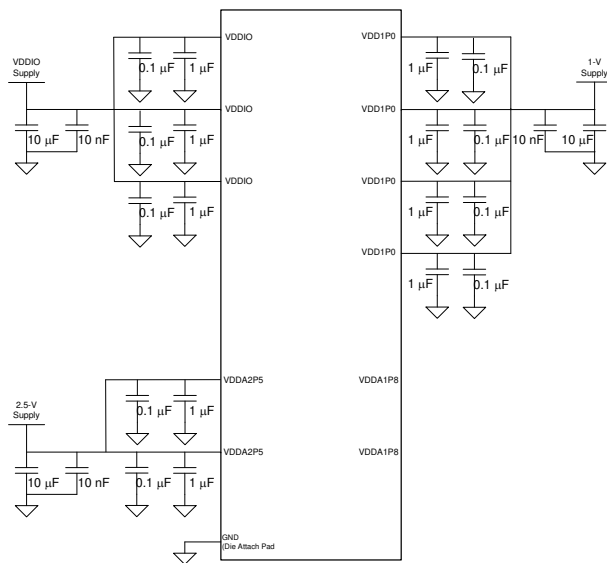 VDDIO
Supply
VDDIO
0.1 µF
1 µF
VDDIO
10 µF
10 nF
0.1 µF
1 µF
VDDIO
0.1 µF
1 µF
VDD1P0
1 µF
0.1 µF
1-V
Supply
VDD1P0
1 µF
0.1 µF
10 nF
10 µF
VDD1P0
1 µF
0.1 µF
VDD1P0
1 µF
0.1 µF
2.5-V
Supply
VDDA2P5
0.1 µF
1 µF
VDDA2P5
10 µF
10 nF
0.1 µF
1 µF
VDDA1P8
VDDA1P8
GND
(Die Attach Pad